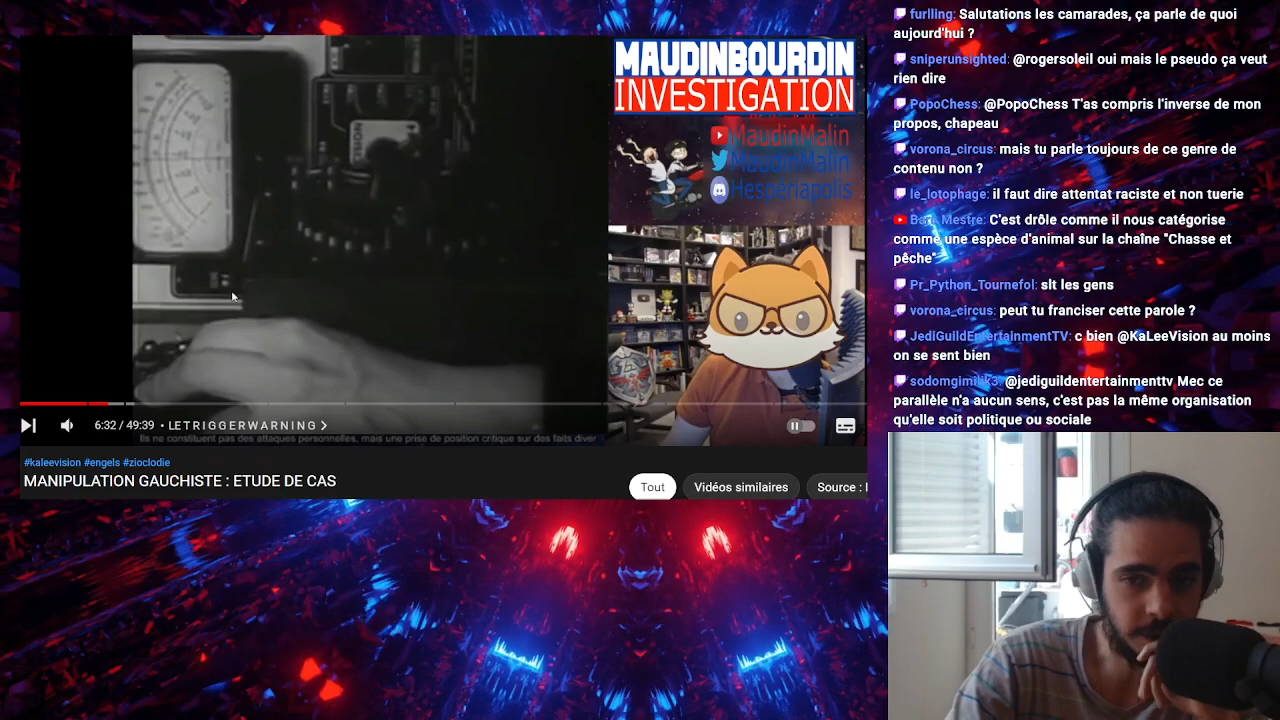 MAUDINBOURDIN
INVESTIGATION
MaudinMalin
MaudinMalin
Hespériapolis
NOISE
6:32 / 49:39 • LETRIGGERWARNING >
Ils ne constituent pas des attaques personnelles, mais une prise de position critique sur des faits diver
#kaleevision #engels #zioclodie
MANIPULATION GAUCHISTE : ETUDE DE CAS
Tout
Vidéos similaires
Source :
furlling: Salutations les camarades, ça parle de quoi
aujourd'hui ?
sniperunsighted: @rogersoleil oui mais le pseudo ça veut
rien dire
PopoChess: @PopoChess T'as compris l'inverse de mon
propos, chapeau
vorona_circus: mais tu parle toujours de ce genre de
contenu non ?
le_lotophage: il faut dire attentat raciste et non tuerie
Mestre: C'est drôle comme il nous catégorise
comme une espèce d'animal sur la chaîne "Chasse et
pêche"
Pr_Python_Tournefol: slt les gens
vorona_circus: peut tu franciser cette parole ?
JediGuildEntertainmentTV: c bien @KaLeeVision au moins
on se sent bien
@jediguildentertainmenttv Mec ce
parallèle n'a aucun sens, c'est pas la même organisation
qu'elle soit politique ou sociale